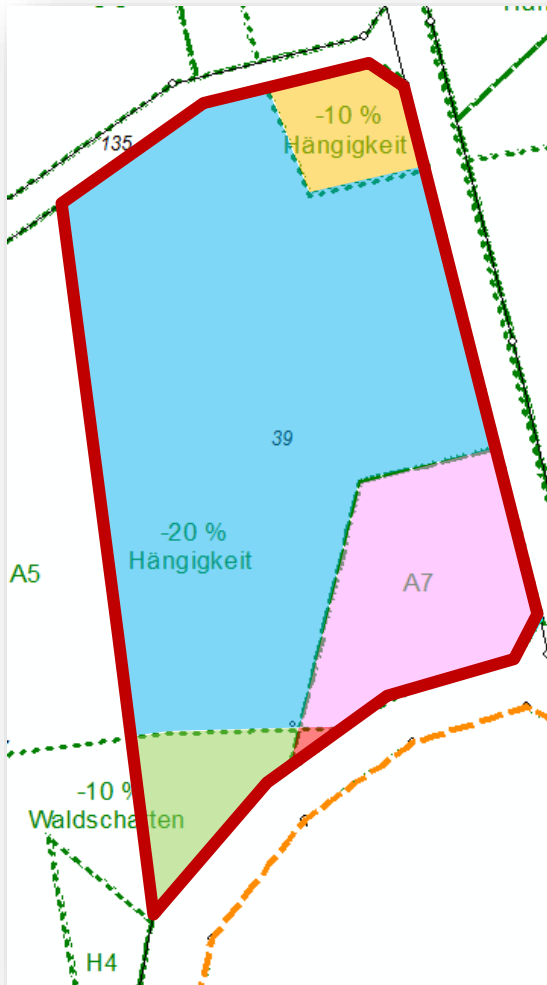 -10 %
Hängigkeit
135
39
-20 %
Hängigkeit
A5
A7
-10 %
Waldschatten
H4